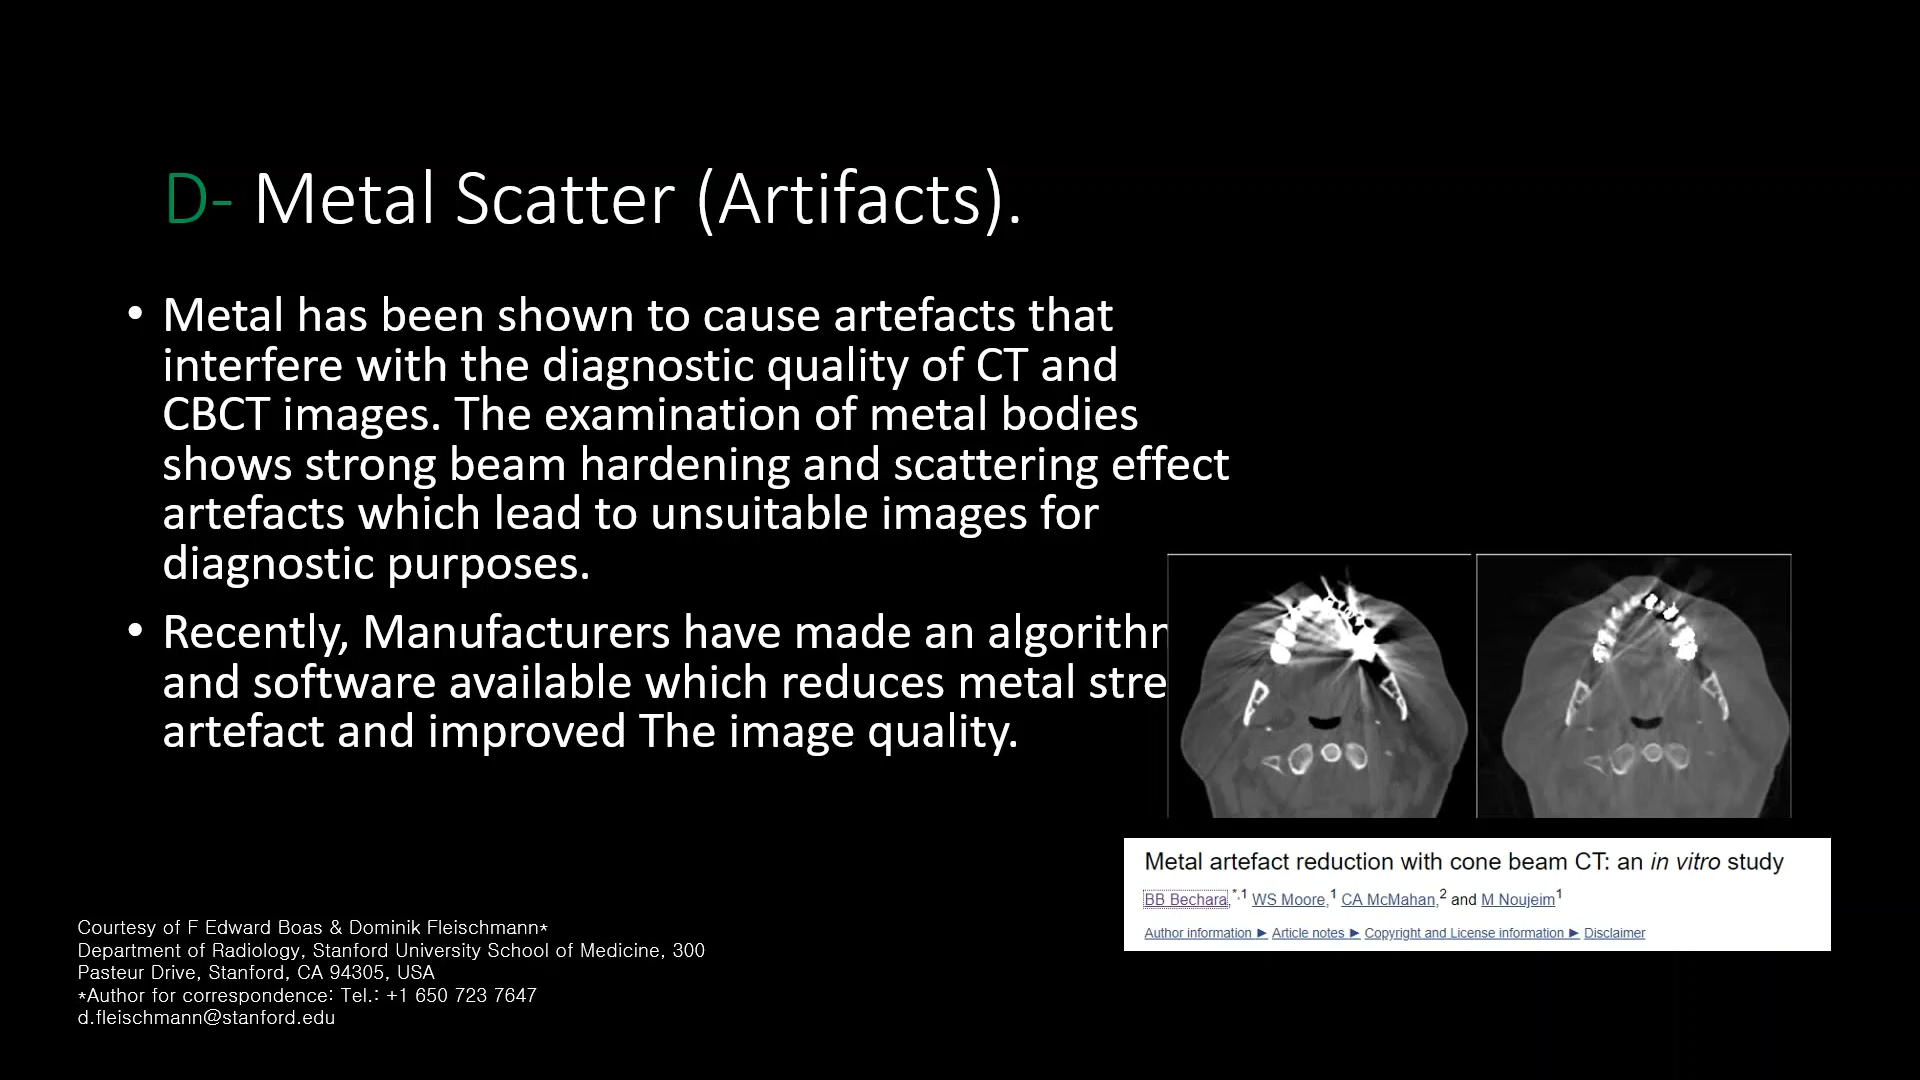 D- Metal Scatter (Artifacts).
• Metal has been shown to cause artefacts that
interfere with the diagnostic quality of CT and
CBCT images. The examination of metal bodies
shows strong beam hardening and scattering effect
artefacts which lead to unsuitable images for
diagnostic purposes.
• Recently, Manufacturers have made an
and software available which reduces metal
artefact and improved The image quality.
Metal artefact reduction with cone beam CT: an in vitro study
BB Bechara,*,1 WS Moore,1 CA McMahan,2 and M Noujeim1
Author information ► Article notes ► Copyright and License information ► Disclaimer
Courtesy of F Edward Boas & Dominik Fleischmann*
Department of Radiology, Stanford University School of Medicine, 300
Pasteur Drive, Stanford, CA 94305, USA
*Author for correspondence: Tel.: +1 650 723 7647
d.fleischmann@stanford.edu